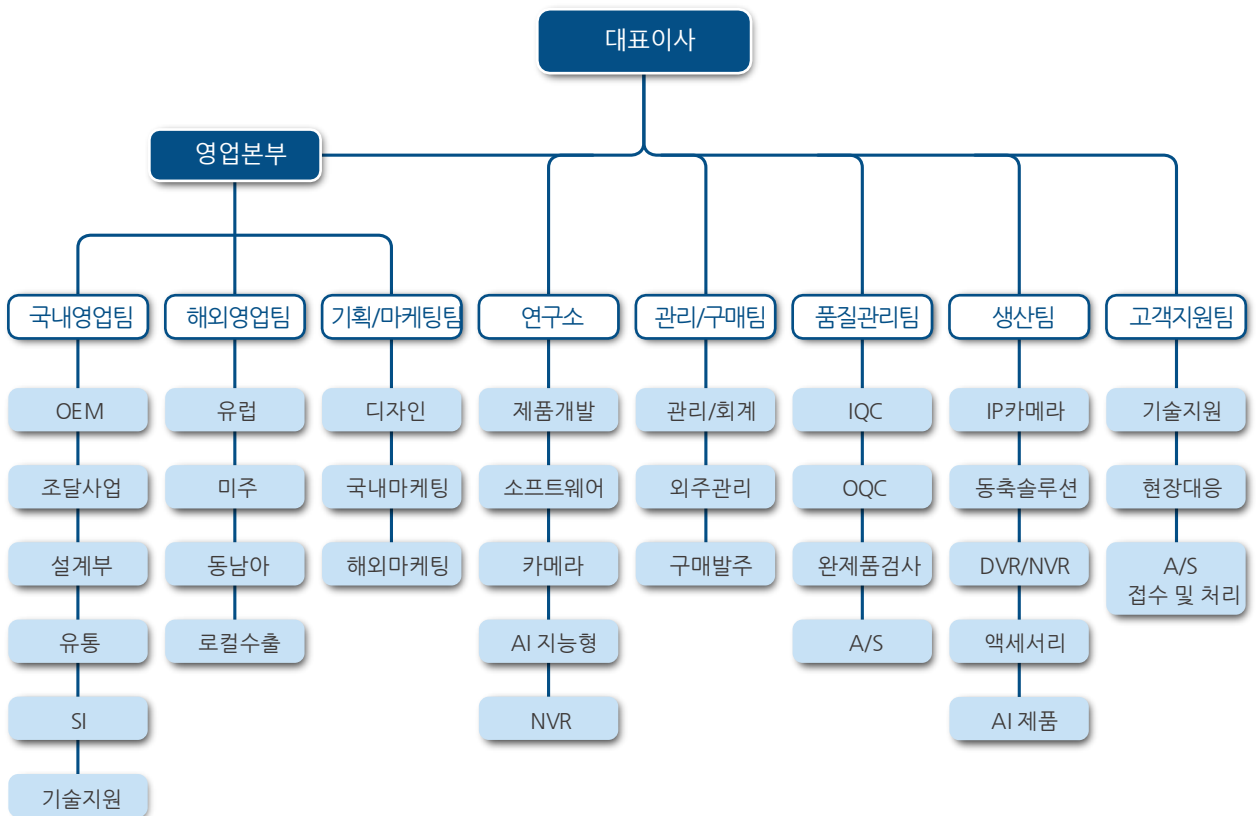 대표이사
영업본부
국내영업팀
해외영업팀
기획/마케팅팀
연구소
관리/구매팀
품질관리팀
생산팀
고객지원팀
OEM
유럽
디자인
제품개발
관리/회계
IQC
IP카메라
기술지원
조달사업
미주
국내마케팅
소프트웨어
외주관리
OQC
동축솔루션
현장대응
설계부
동남아
해외마케팅
카메라
구매발주
완제품검사
DVR/NVR
A/S
접수 및 처리
유통
로컬수출
AI 지능형
A/S
액세서리
SI
NVR
AI 제품
기술지원